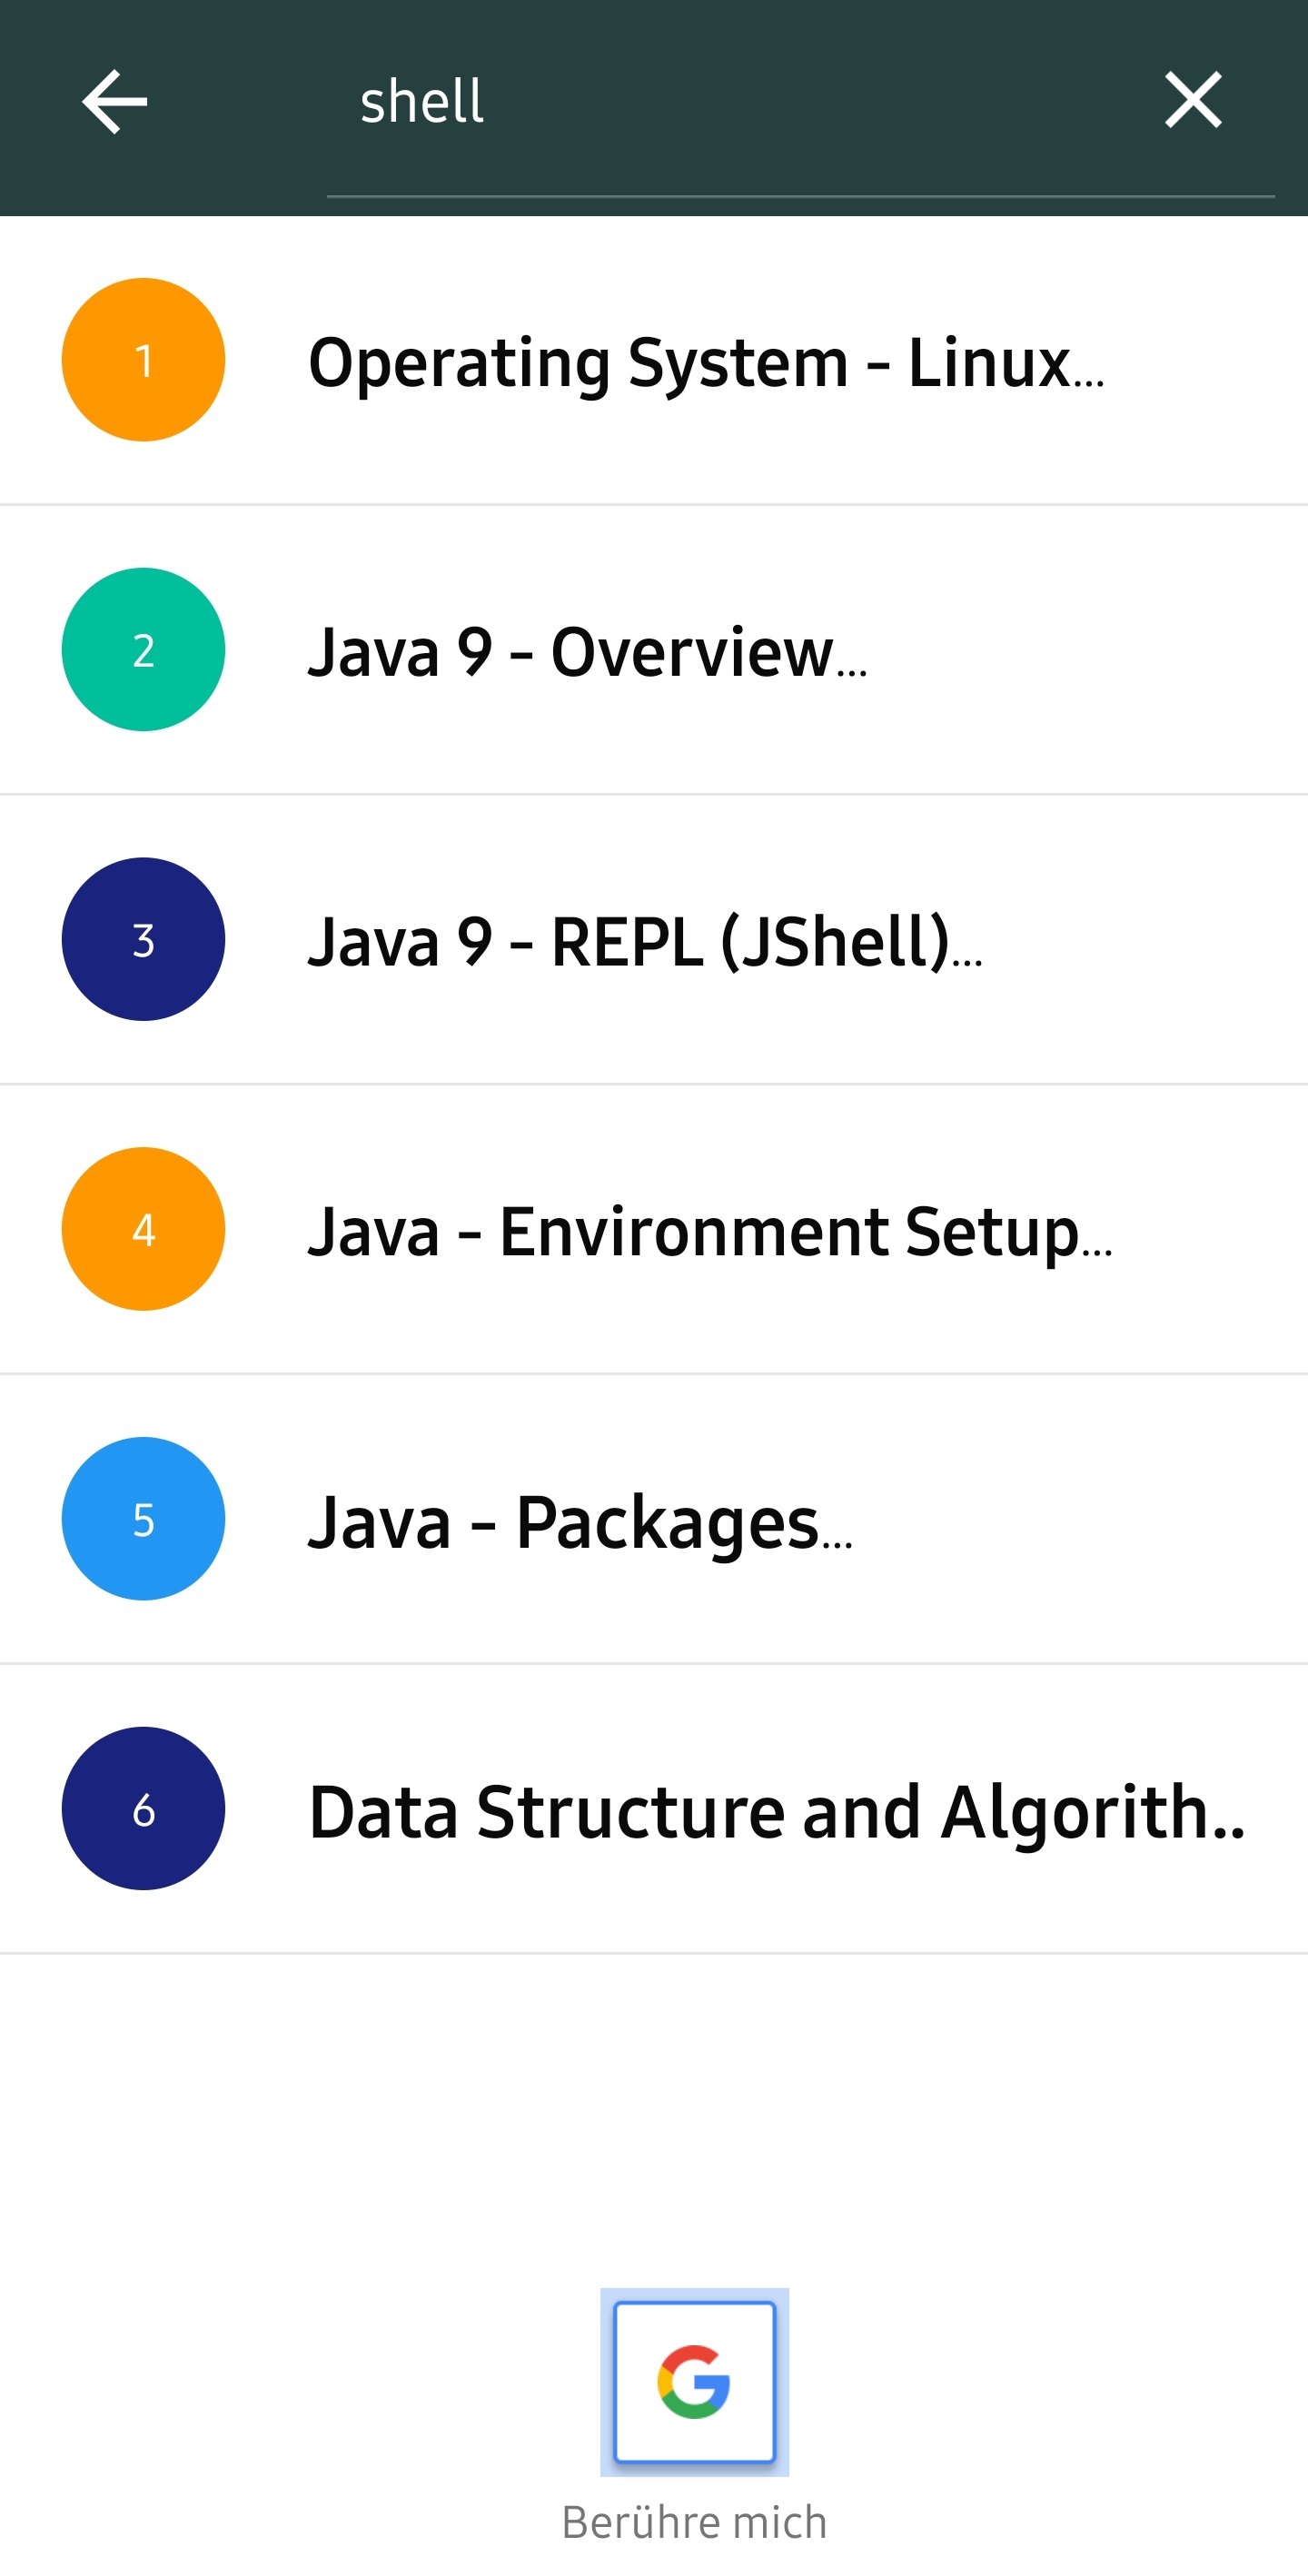 shell
1
Operating System - Linux...
2
Java 9 - Overview...
3
Java 9 - REPL (JShell)...
4
Java - Environment Setup...
5
Java - Packages...
6
Data Structure and Algorith..
G
Berühre mich